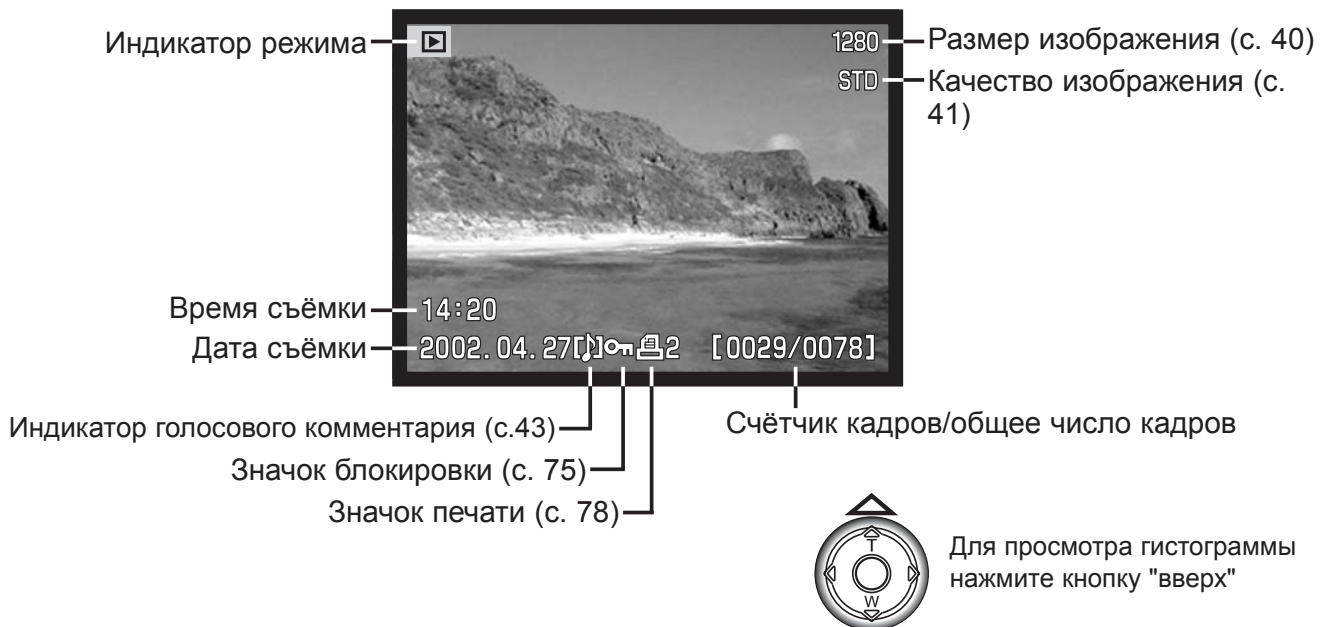 Индикатор режима
1280
Размер изображения (с. 40)
STD
Качество изображения (с.
41)
Время съёмки
14:20
Дата съёмки
2002.04.27
2
[0029/0078]
Индикатор голосового комментария (с.43)
Счётчик кадров/общее число кадров
Значок блокировки (с. 75)
Значок печати (с. 78)
T
W
Для просмотра гистограммы
нажмите кнопку "вверх"